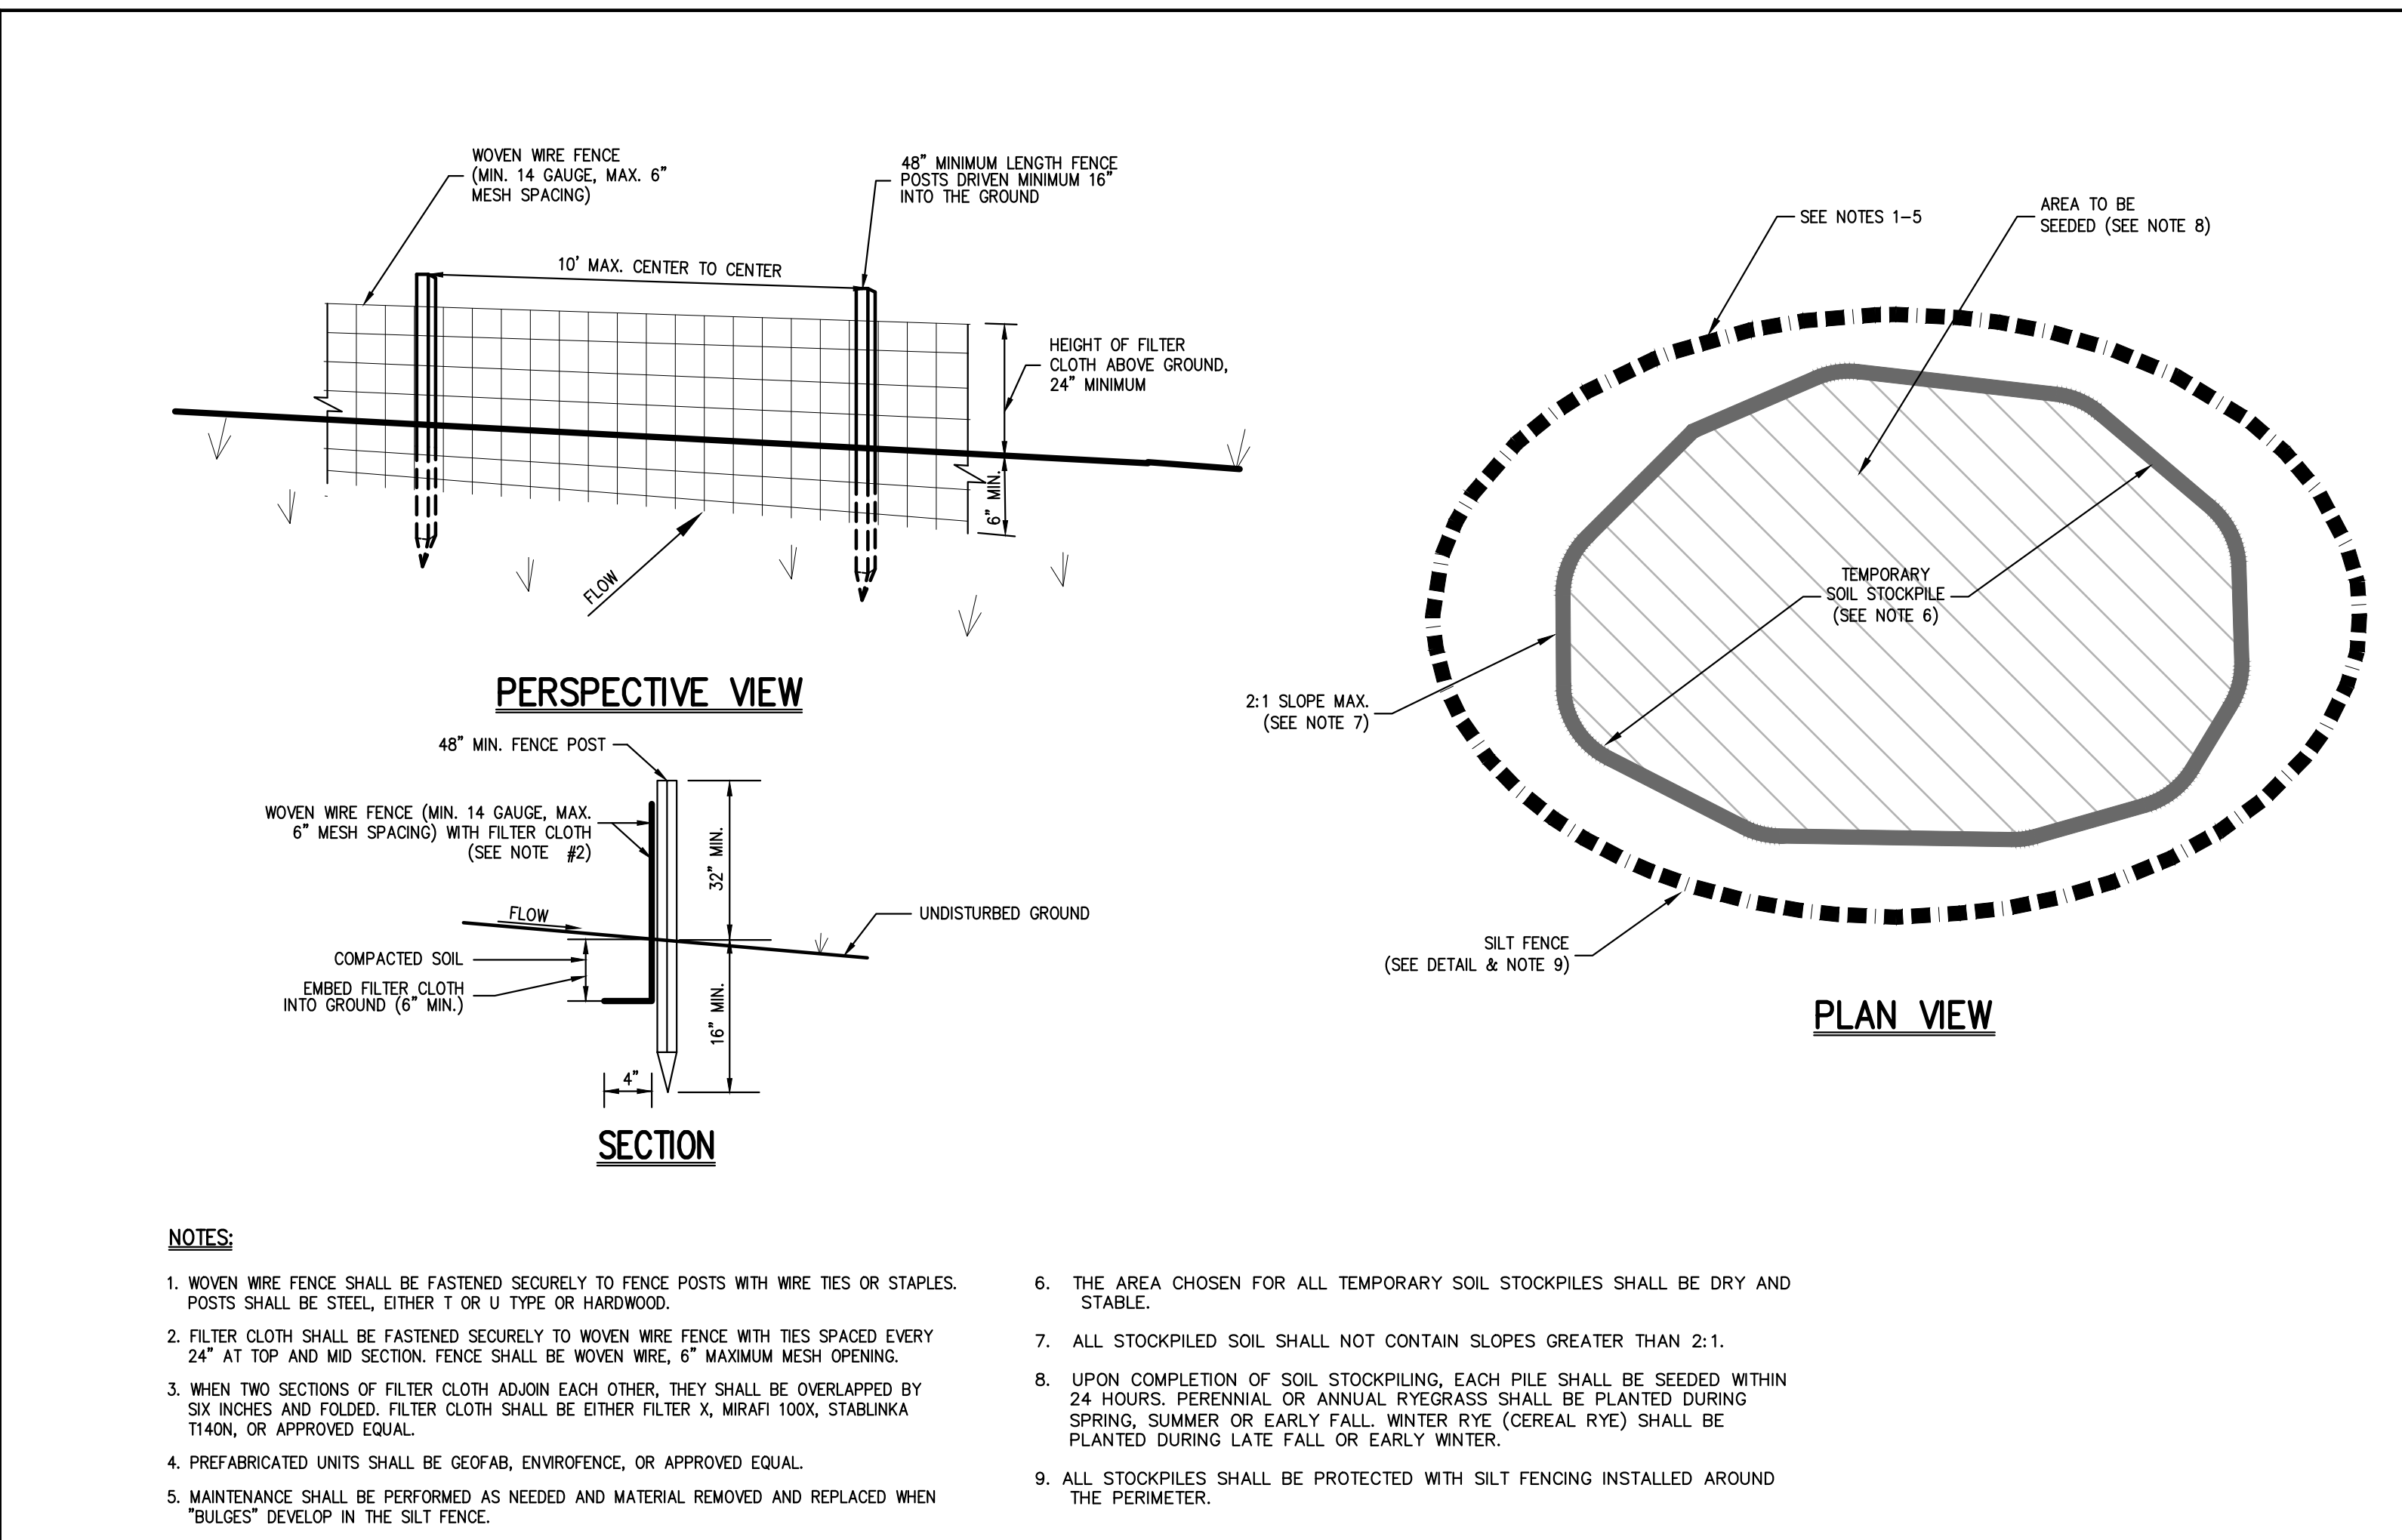 WOVEN WIRE FENCE
(MIN. 14 GAUGE, MAX. 6"
MESH SPACING)
48" MINIMUM LENGTH FENCE
POSTS DRIVEN MINIMUM 16"
INTO THE GROUND
10' MAX. CENTER TO CENTER
HEIGHT OF FILTER
CLOTH ABOVE GROUND,
24" MINIMUM
6" MIN.
FLOW
PERSPECTIVE VIEW
48" MIN. FENCE POST
WOVEN WIRE FENCE (MIN. 14 GAUGE, MAX.
6" MESH SPACING) WITH FILTER CLOTH
(SEE NOTE #2)
32" MIN.
FLOW
UNDISTURBED GROUND
COMPACTED SOIL
EMBED FILTER CLOTH
INTO GROUND (6" MIN.)
16" MIN.
4"
SECTION
SEE NOTES 1-5
AREA TO BE
SEEDED (SEE NOTE 8)
TEMPORARY
SOIL STOCKPILE
(SEE NOTE 6)
2:1 SLOPE MAX.
(SEE NOTE 7)
SILT FENCE
(SEE DETAIL & NOTE 9)
PLAN VIEW
NOTES:
1. WOVEN WIRE FENCE SHALL BE FASTENED SECURELY TO FENCE POSTS WITH WIRE TIES OR STAPLES.
POSTS SHALL BE STEEL, EITHER T OR U TYPE OR HARDWOOD.
2. FILTER CLOTH SHALL BE FASTENED SECURELY TO WOVEN WIRE FENCE WITH TIES SPACED EVERY
24" AT TOP AND MID SECTION. FENCE SHALL BE WOVEN WIRE, 6" MAXIMUM MESH OPENING.
3. WHEN TWO SECTIONS OF FILTER CLOTH ADJOIN EACH OTHER, THEY SHALL BE OVERLAPPED BY
SIX INCHES AND FOLDED. FILTER CLOTH SHALL BE EITHER FILTER X, MIRAFI 100X, STABLINKA
T140N, OR APPROVED EQUAL.
4. PREFABRICATED UNITS SHALL BE GEOFAB, ENVIROFENCE, OR APPROVED EQUAL.
5. MAINTENANCE SHALL BE PERFORMED AS NEEDED AND MATERIAL REMOVED AND REPLACED WHEN
"BULGES" DEVELOP IN THE SILT FENCE.
6. THE AREA CHOSEN FOR ALL TEMPORARY SOIL STOCKPILES SHALL BE DRY AND
STABLE.
7. ALL STOCKPILED SOIL SHALL NOT CONTAIN SLOPES GREATER THAN 2:1.
8. UPON COMPLETION OF SOIL STOCKPILING, EACH PILE SHALL BE SEEDED WITHIN
24 HOURS. PERENNIAL OR ANNUAL RYEGRASS SHALL BE PLANTED DURING
SPRING, SUMMER OR EARLY FALL. WINTER RYE (CEREAL RYE) SHALL BE
PLANTED DURING LATE FALL OR EARLY WINTER.
9. ALL STOCKPILES SHALL BE PROTECTED WITH SILT FENCING INSTALLED AROUND
THE PERIMETER.